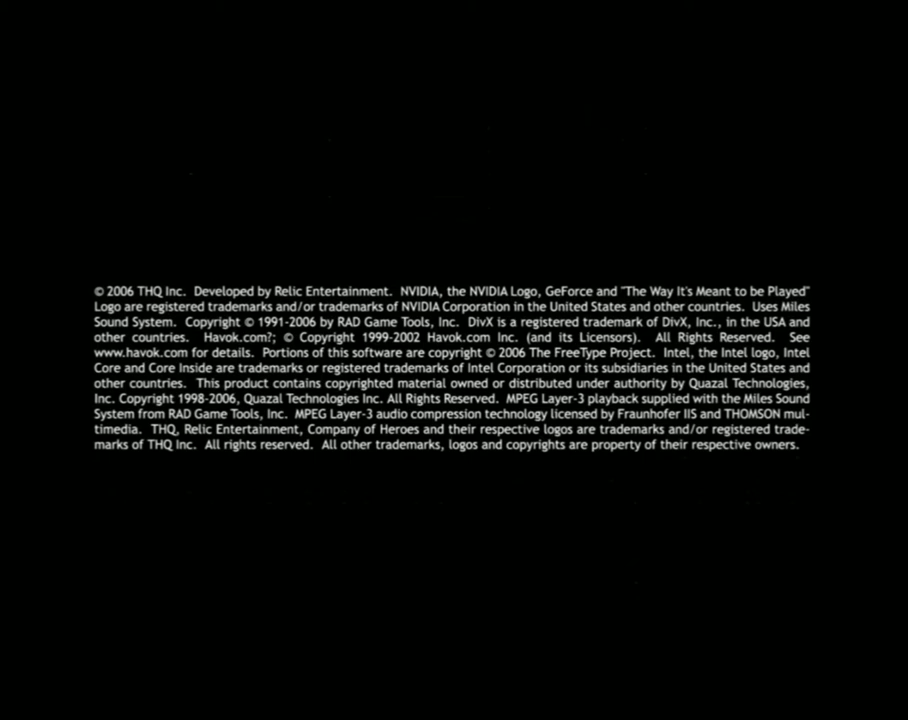 © 2006 THQ Inc. Developed by Relic Entertainment. NVIDIA, the NVIDIA Logo, GeForce and "The Way It's Meant to be Played"
Logo are registered trademarks and/or trademarks of NVIDIA Corporation in the United States and other countries. Uses Miles
Sound System. Copyright © 1991-2006 by RAD Game Tools, Inc. DivX is a registered trademark of DivX, Inc., in the USA and
other countries. Havok.com?; © Copyright 1999-2002 Havok.com Inc. (and its Licensors). All Rights Reserved. See
www.havok.com for details. Portions of this software are copyright © 2006 The FreeType Project. Intel, the Intel logo, Intel
Core and Core Inside are trademarks or registered trademarks of Intel Corporation or its subsidiaries in the United States and
other countries. This product contains copyrighted material owned or distributed under authority by Quazal Technologies,
Inc. Copyright 1998-2006, Quazal Technologies Inc. All Rights Reserved. MPEG Layer-3 playback supplied with the Miles Sound
System from RAD Game Tools, Inc. MPEG Layer-3 audio compression technology licensed by Fraunhofer IIS and THOMSON mul-
timedia. THQ, Relic Entertainment, Company of Heroes and their respective logos are trademarks and/or registered trade-
marks of THQ Inc. All rights reserved. All other trademarks, logos and copyrights are property of their respective owners.